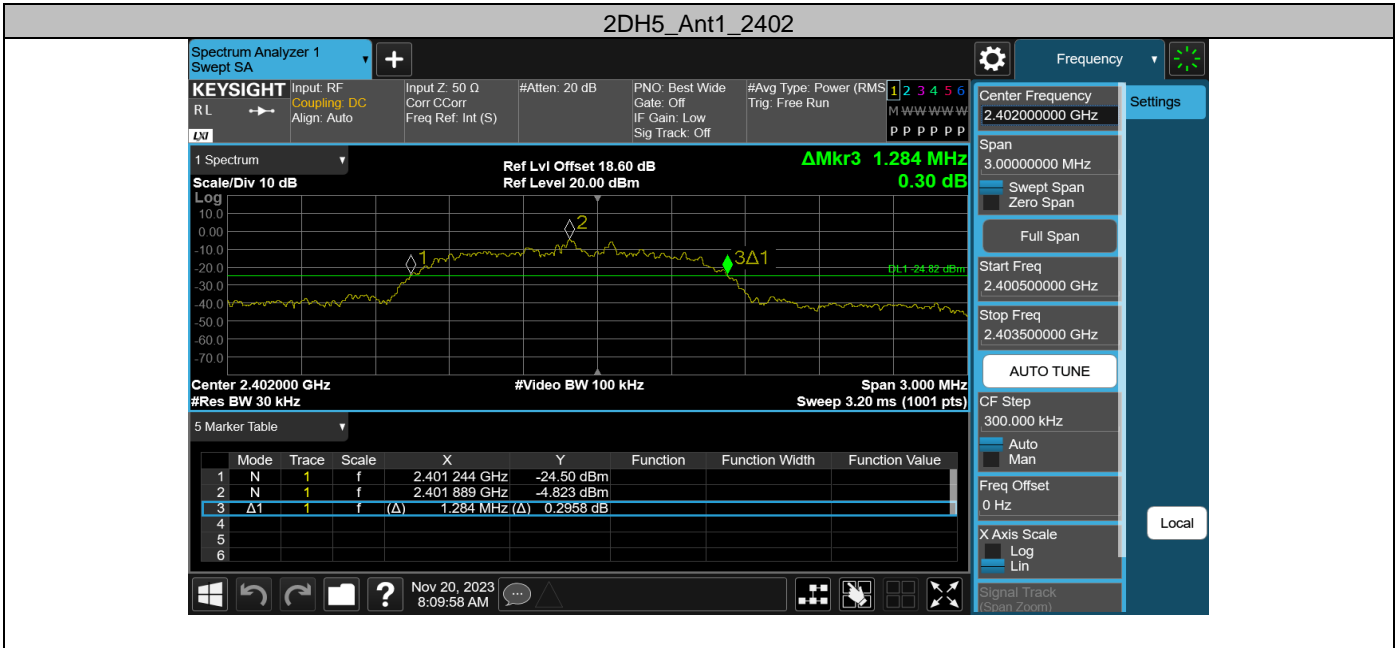 2DH5_Ant1_2402
Spectrum Analyzer 1
Swept SA
+
Frequency
KEYSIGHT
RL
LXI
Input: RF
Coupling: DC
Align: Auto
Input Z: 50 Ω
Corr CCorr
Freq Ref: Int (S)
#Atten: 20 dB
PNO: Best Wide
Gate: Off
IF Gain: Low
Sig Track: Off
#Avg Type: Power (RMS
Trig: Free Run
1 2 3 4 5 6
M W W W W W
P P P P P P
1 Spectrum
Scale/Div 10 dB
Ref Lvl Offset 18.60 dB
Ref Level 20.00 dBm
ΔMkr3 1.284 MHz
0.30 dB
Log
10.0
0.00
-10.0
-20.0
-30.0
-40.0
-50.0
-60.0
-70.0
1
2
3Δ1
DL1 -24.82 dBm
Center 2.402000 GHz
#Video BW 100 kHz
Span 3.000 MHz
#Res BW 30 kHz
Sweep 3.20 ms (1001 pts)
5 Marker Table
Mode Trace Scale X Y Function Function Width Function Value
1 N 1 f 2.401 244 GHz -24.50 dBm
2 N 1 f 2.401 889 GHz -4.823 dBm
3 Δ1 1 f (Δ) 1.284 MHz (Δ) 0.2958 dB
4
5
6
?
Nov 20, 2023
8:09:58 AM
Center Frequency
2.402000000 GHz
Span
3.00000000 MHz
Swept Span
Zero Span
Full Span
Start Freq
2.400500000 GHz
Stop Freq
2.403500000 GHz
AUTO TUNE
CF Step
300.000 kHz
Auto
Man
Freq Offset
0 Hz
X Axis Scale
Log
Lin
Signal Track
(Span Zoom)
Settings
Local